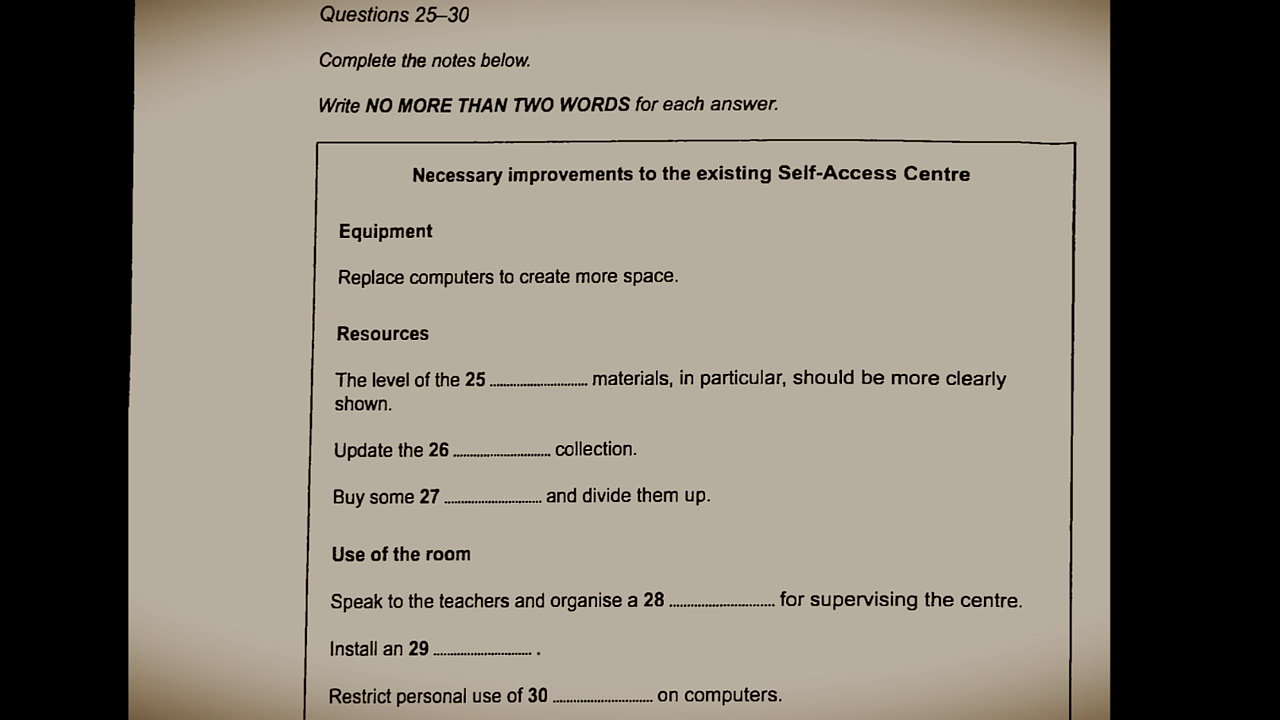 Questions 25–30
Complete the notes below.
Write NO MORE THAN TWO WORDS for each answer.
Necessary improvements to the existing Self-Access Centre
Equipment
Replace computers to create more space.
Resources
The level of the 25 ............................ materials, in particular, should be more clearly
shown.
Update the 26 ............................ collection.
Buy some 27 ............................ and divide them up.
Use of the room
Speak to the teachers and organise a 28 ............................ for supervising the centre.
Install an 29 ............................ .
Restrict personal use of 30 ............................ on computers.